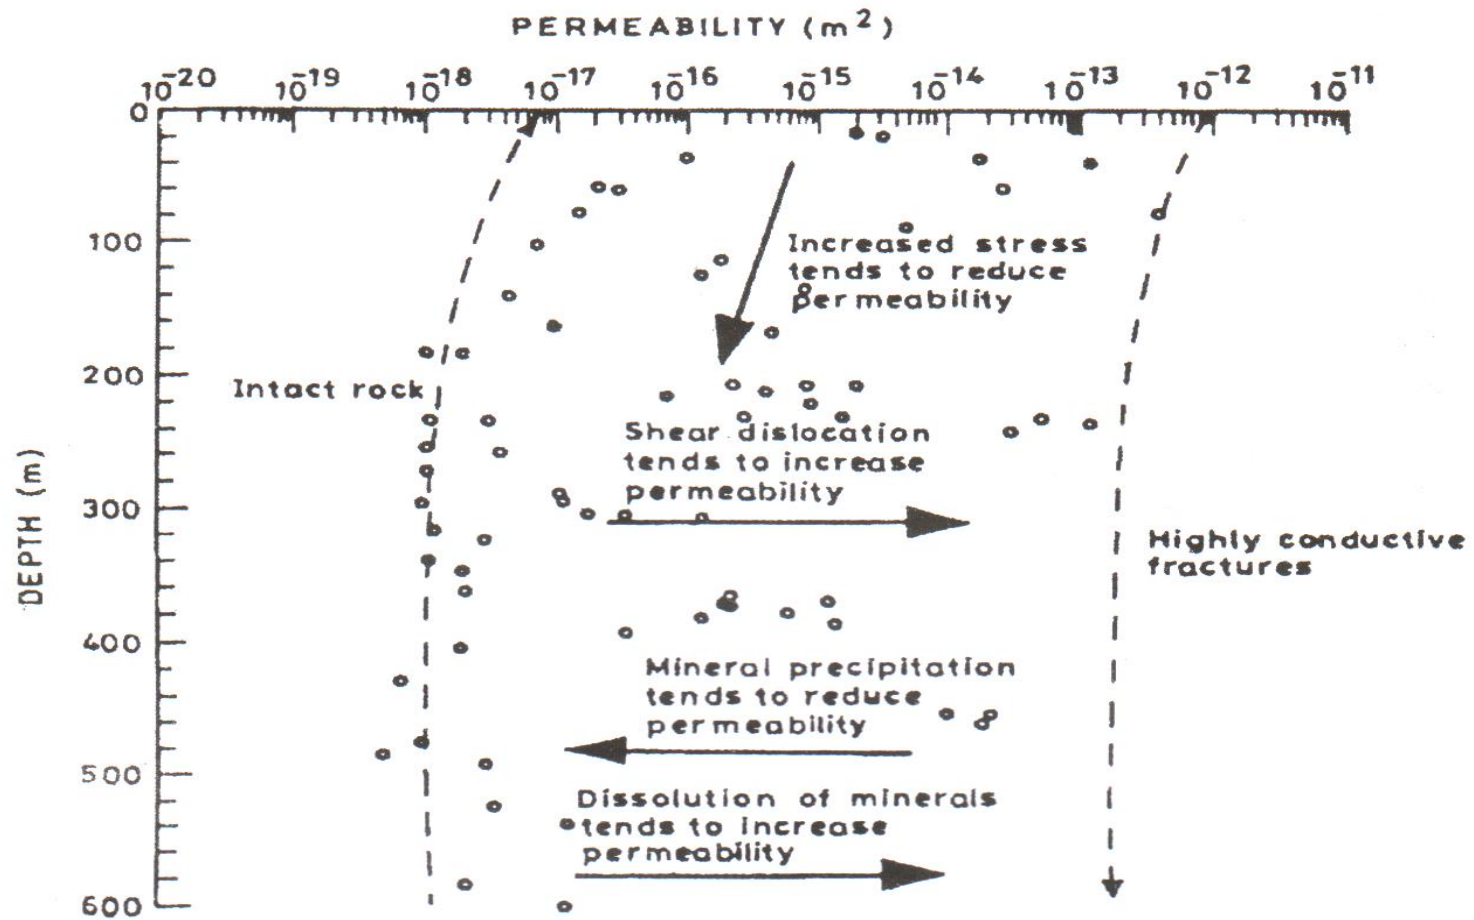 PERMEABILITY (m²)
10⁻²⁰ 10⁻¹⁹ 10⁻¹⁸ 10⁻¹⁷ 10⁻¹⁶ 10⁻¹⁵ 10⁻¹⁴ 10⁻¹³ 10⁻¹² 10⁻¹¹
0
100
200
300
400
500
600
DEPTH (m)
Increased stress
tends to reduce
permeability
Intact rock
Shear dislocation
tends to increase
permeability
Highly conductive
fractures
Mineral precipitation
tends to reduce
permeability
Dissolution of minerals
tends to increase
permeability